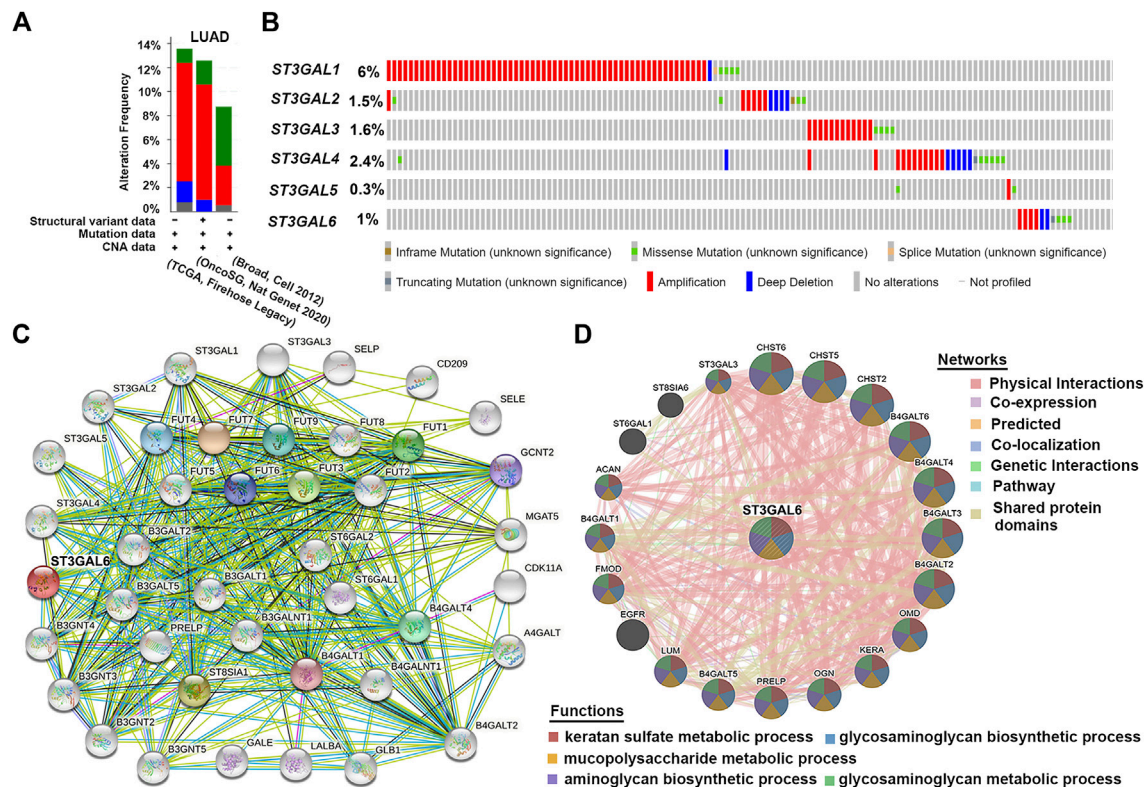 A
LUAD
Alteration Frequency
14%
12%
10%
8%
6%
4%
2%
0%
Structural variant data - + -
Mutation data + + +
CNA data + + +
(Broad, Cell 2012)
(OncoSG, Nat Genet 2020)
(TCGA, Firehose Legacy)
B
ST3GAL1 6%
ST3GAL2 1.5%
ST3GAL3 1.6%
ST3GAL4 2.4%
ST3GAL5 0.3%
ST3GAL6 1%
Inframe Mutation (unknown significance)
Missense Mutation (unknown significance)
Splice Mutation (unknown significance)
Truncating Mutation (unknown significance)
Amplification
Deep Deletion
No alterations
Not profiled
C
ST3GAL1
ST3GAL3
SELP
CD209
ST3GAL2
SELE
FUT4
FUT7
FUT9
FUT8
FUT1
ST3GAL5
GCNT2
FUT5
FUT6
FUT3
FUT2
ST3GAL4
MGAT5
B3GALT2
ST6GAL2
ST3GAL6
CDK11A
B3GALT5
B3GALT1
ST6GAL1
B4GALT4
B3GNT4
PRELP
B3GALNT1
A4GALT
B3GNT3
ST8SIA1
B4GALT1
B4GALNT1
B3GNT2
B4GALT2
B3GNT5
GALE
LALBA
GLB1
D
CHST6
CHST5
ST3GAL3
CHST2
ST8SIA6
B4GALT6
ST6GAL1
B4GALT4
ACAN
ST3GAL6
B4GALT3
B4GALT1
B4GALT2
FMOD
OMD
EGFR
KERA
LUM
OGN
B4GALT5
PRELP
Networks
Physical Interactions
Co-expression
Predicted
Co-localization
Genetic Interactions
Pathway
Shared protein
domains
Functions
keratan sulfate metabolic process
glycosaminoglycan biosynthetic process
mucopolysaccharide metabolic process
aminoglycan biosynthetic process
glycosaminoglycan metabolic process